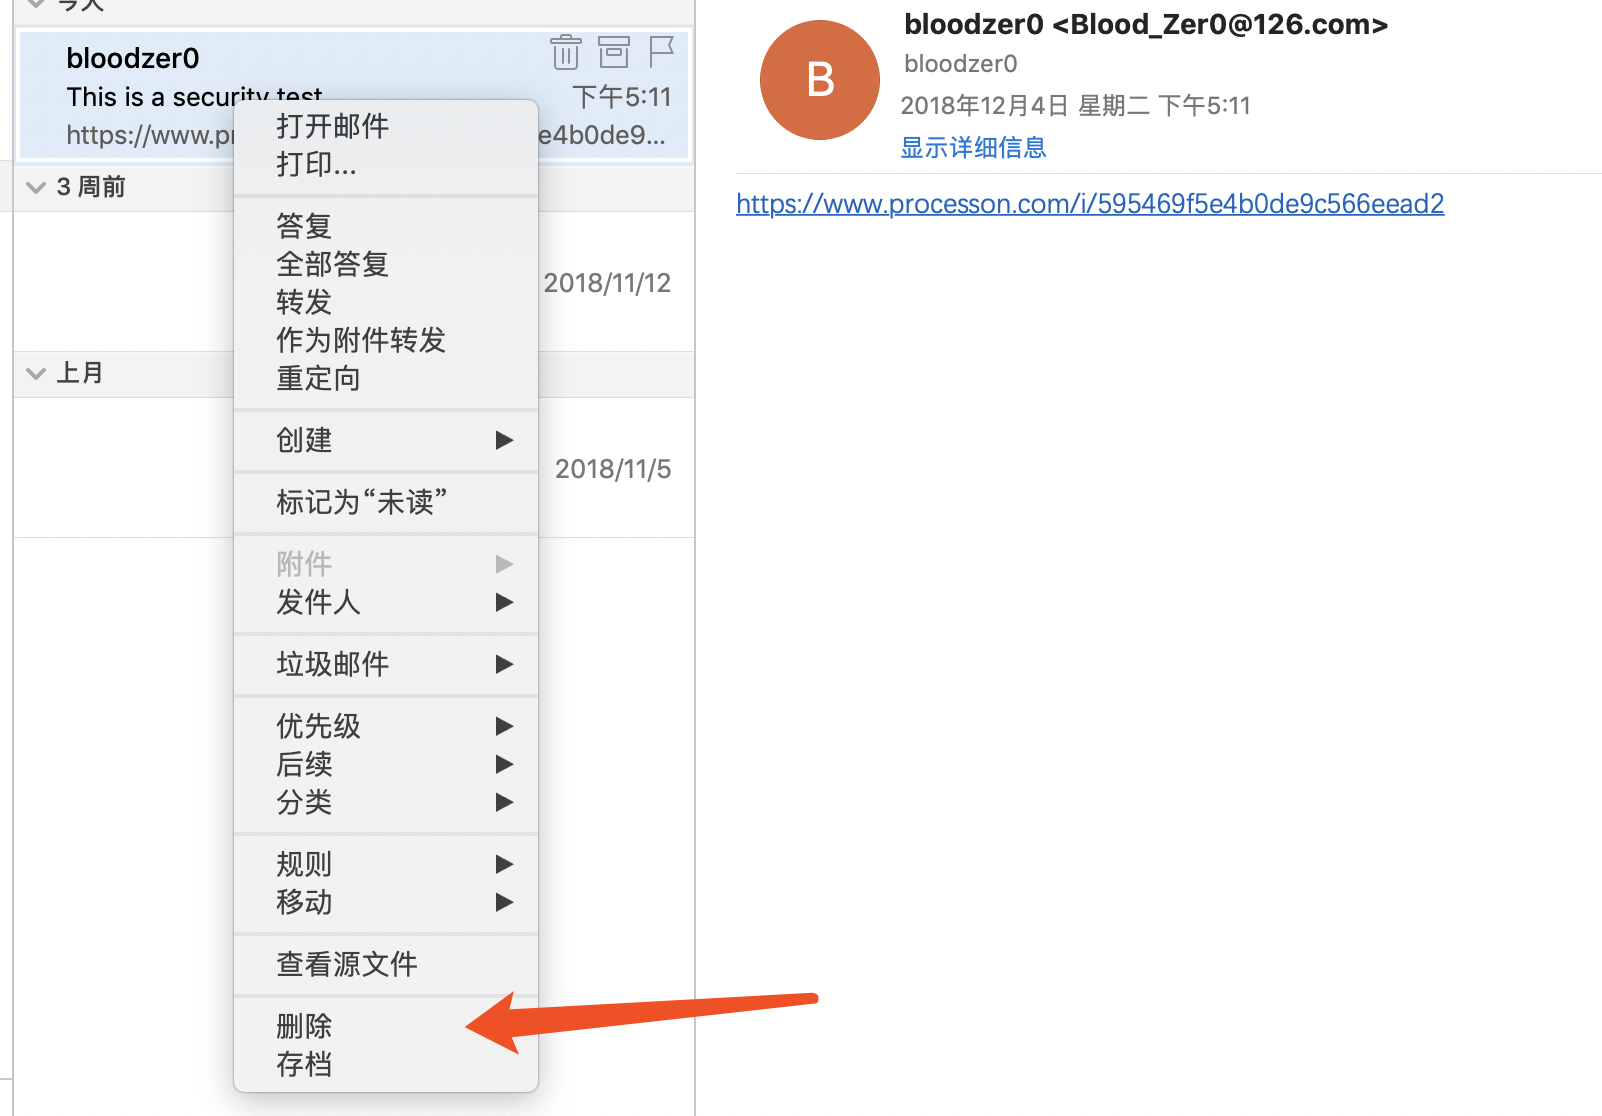 今天
bloodzer0
This is a security test
下午5:11
https://www.pr
e4b0de9...
3 周前
2018/11/12
上月
2018/11/5
打开邮件
打印...
答复
全部答复
转发
作为附件转发
重定向
创建
标记为“未读”
附件
发件人
垃圾邮件
优先级
后续
分类
规则
移动
查看源文件
删除
存档
B
bloodzer0 <Blood_Zer0@126.com>
bloodzer0
2018年12月4日 星期二 下午5:11
显示详细信息
https://www.processon.com/i/595469f5e4b0de9c566eead2